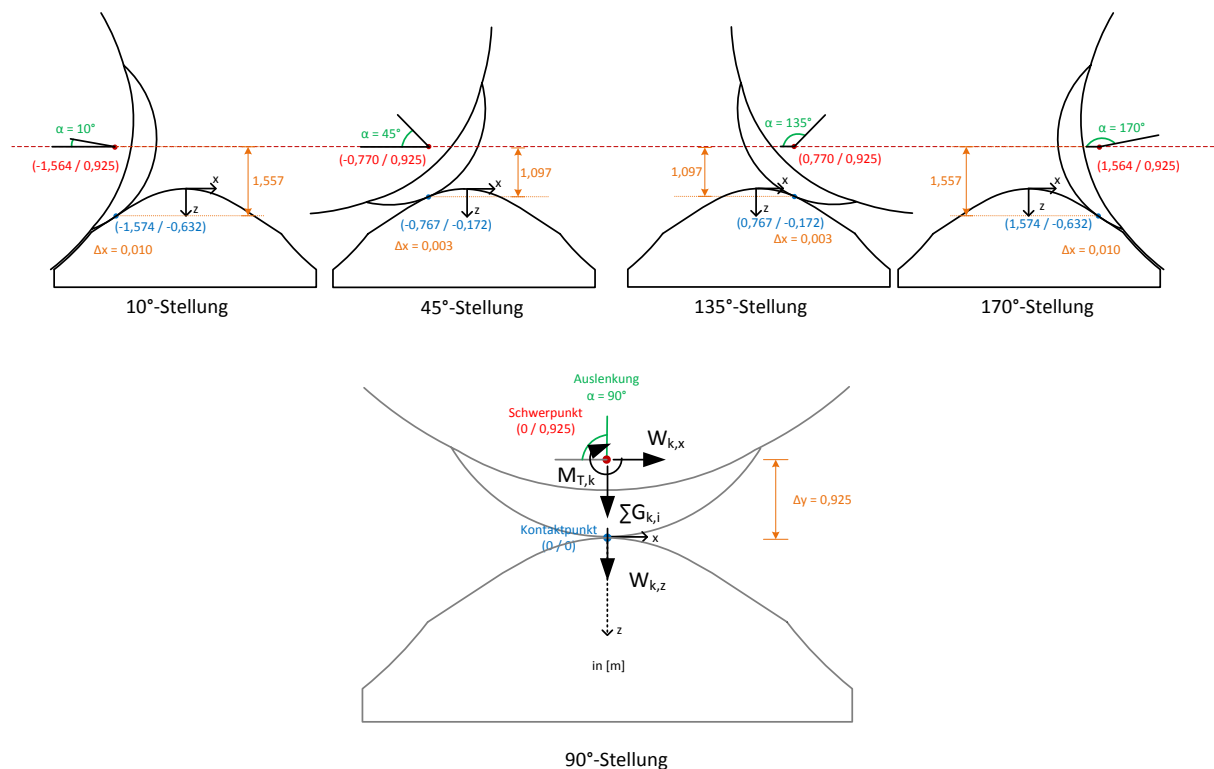 α = 10°
(-1,564 / 0,925)
1,557
x
z
(-1,574 / -0,632)
Δx = 0,010
10°-Stellung
α = 45°
(-0,770 / 0,925)
1,097
x
z
(-0,767 / -0,172)
Δx = 0,003
45°-Stellung
α = 135°
(0,770 / 0,925)
1,097
x
z
(0,767 / -0,172)
Δx = 0,003
135°-Stellung
α = 170°
(1,564 / 0,925)
1,557
x
z
(1,574 / -0,632)
Δx = 0,010
170°-Stellung
Auslenkung
α = 90°
Schwerpunkt
(0 / 0,925)
W_{k,x}
M_{T,k}
Δy = 0,925
∑G_{k,i}
Kontaktpunkt
(0 / 0)
x
W_{k,z}
z
in [m]
90°-Stellung